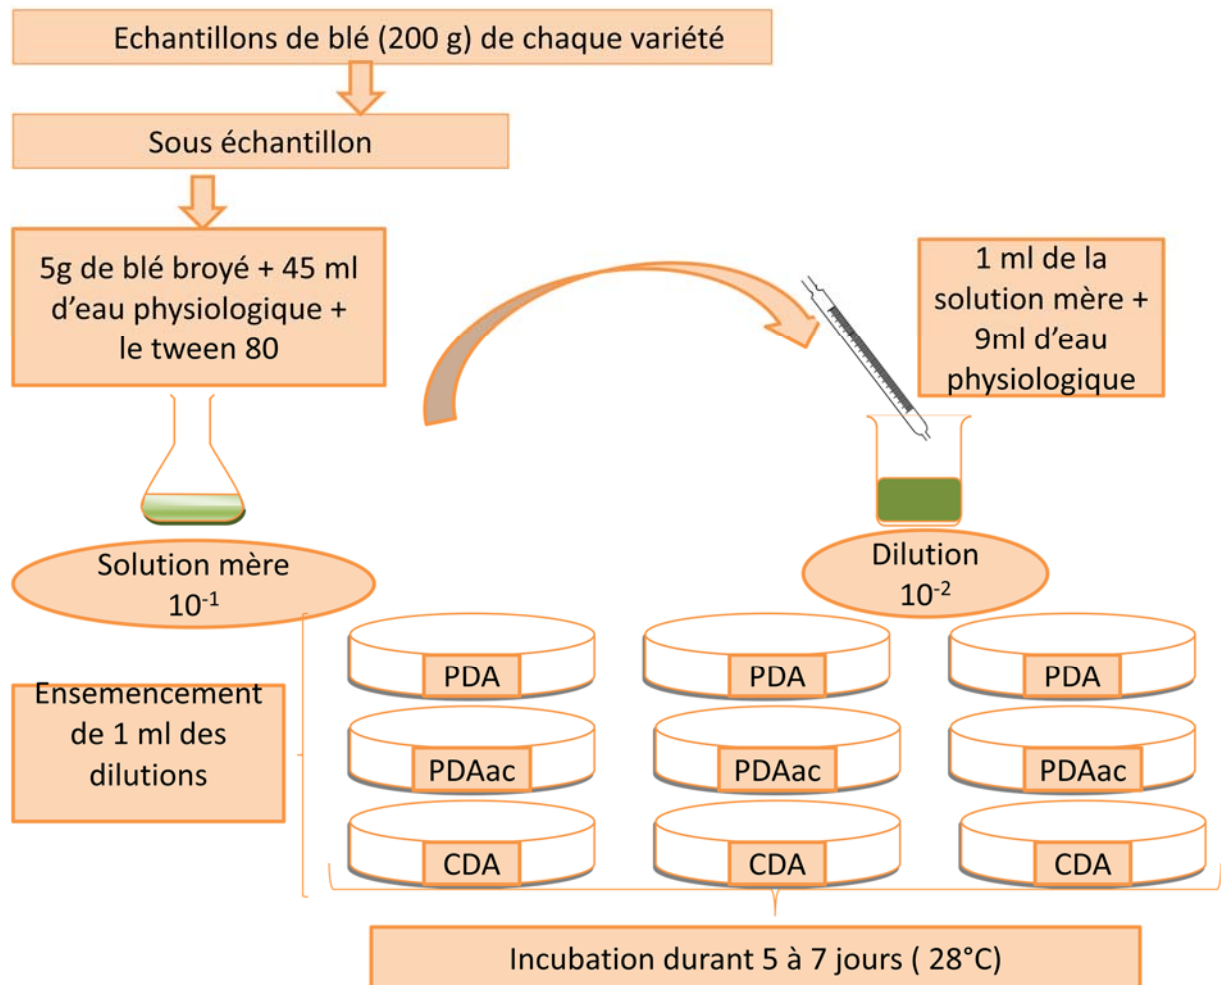 Echantillons de blé (200 g) de chaque variété
Sous échantillon
5g de blé broyé + 45 ml
d’eau physiologique +
le tween 80
1 ml de la
solution mère +
9ml d’eau
physiologique
Solution mère
10⁻¹
Dilution
10⁻²
Ensemencement
de 1 ml des
dilutions
PDA PDA PDA
PDAac PDAac PDAac
CDA CDA CDA
Incubation durant 5 à 7 jours ( 28°C)